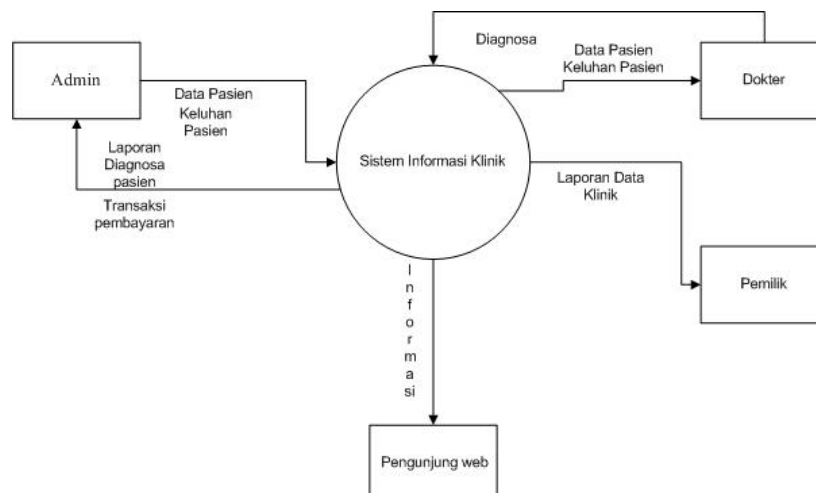 Diagnosa
Data Pasien
Keluhan Pasien
Admin
Dokter
Data Pasien
Keluhan
Pasien
Laporan
Diagnosa
pasien
Sistem Informasi Klinik
Laporan Data
Klinik
Transaksi
pembayaran
Informasi
Pemilik
Pengunjung web